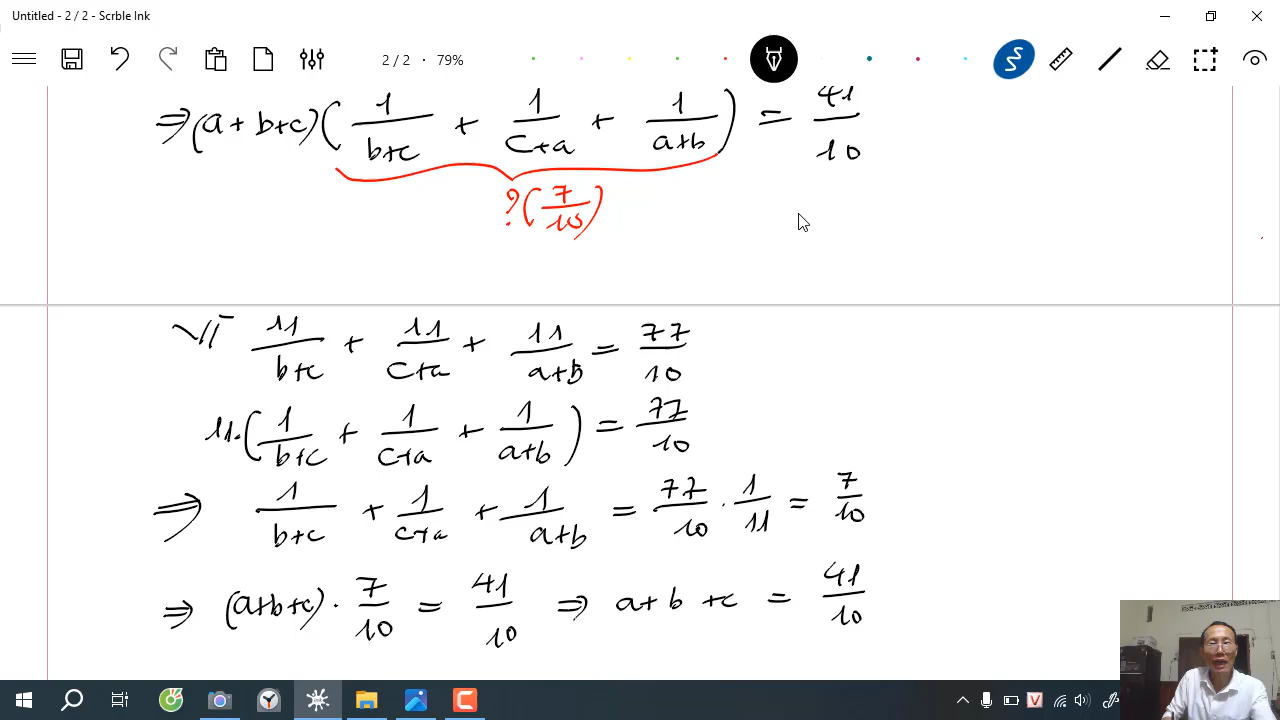 Untitled - 2 / 2 - Scrble Ink
2 / 2 · 79%
⇒ (a + b + c) ( 1/(b+c) + 1/(c+a) + 1/(a+b) ) = 41/10
? ( 7/10 )
Vì 11/(b+c) + 11/(c+a) + 11/(a+b) = 77/10
11. ( 1/(b+c) + 1/(c+a) + 1/(a+b) ) = 77/10
⇒ 1/(b+c) + 1/(c+a) + 1/(a+b) = 77/10 . 1/11 = 7/10
⇒ (a+b+c) . 7/10 = 41/10 ⇒ a + b + c = 41/10
V